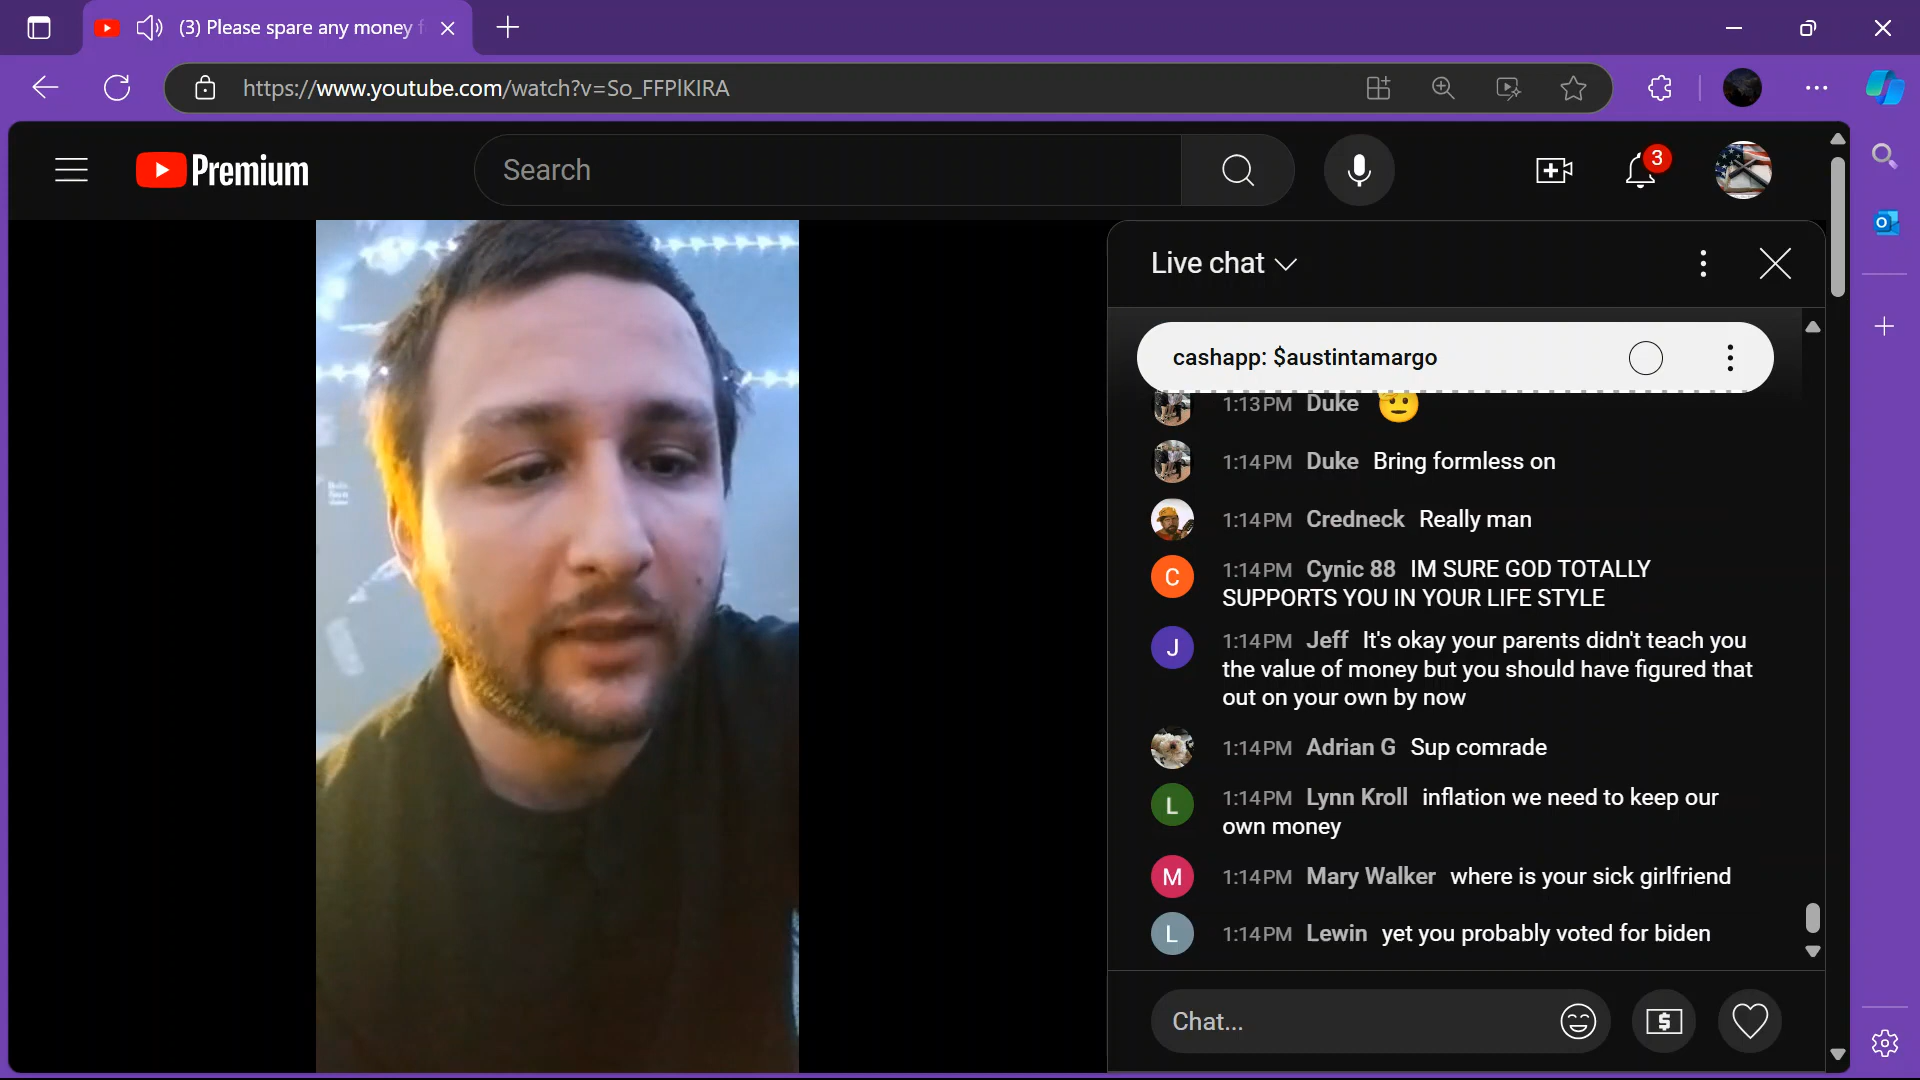 (3) Please spare any money f
https://www.youtube.com/watch?v=So_FFPlKIRA
Premium
Search
3
Live chat
cashapp: $austintamargo
1:13 PM Duke
1:14 PM Duke Bring formless on
1:14 PM Credneck Really man
C
1:14 PM Cynic 88 IM SURE GOD TOTALLY
SUPPORTS YOU IN YOUR LIFE STYLE
J
1:14 PM Jeff It's okay your parents didn't teach you
the value of money but you should have figured that
out on your own by now
1:14 PM Adrian G Sup comrade
L
1:14 PM Lynn Kroll inflation we need to keep our
own money
M
1:14 PM Mary Walker where is your sick girlfriend
L
1:14 PM Lewin yet you probably voted for biden
Chat...